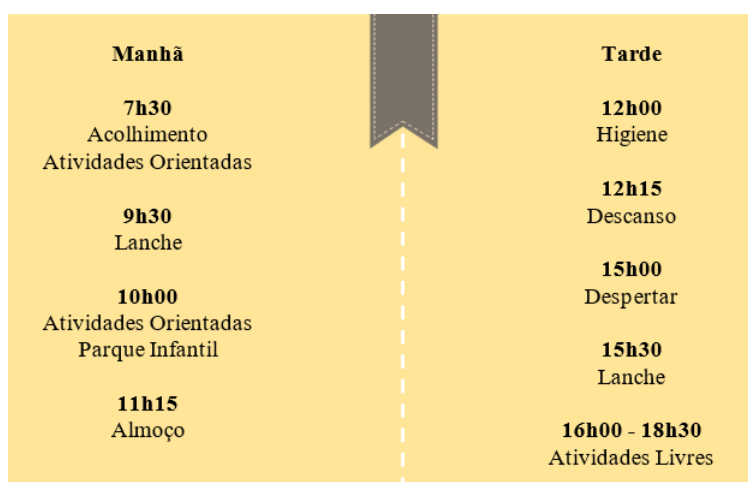 Manhã
7h30
Acolhimento
Atividades Orientadas
9h30
Lanche
10h00
Atividades Orientadas
Parque Infantil
11h15
Almoço
Tarde
12h00
Higiene
12h15
Descanso
15h00
Despertar
15h30
Lanche
16h00 - 18h30
Atividades Livres